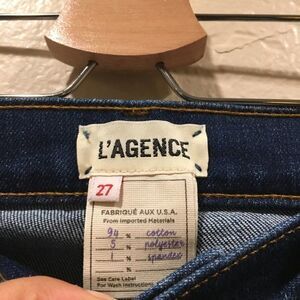 L'AGENCE
27
FABRIQUÉ AUX U.S.A.
From Imported Materials
94 % cotton
5 % polyester
1 % spandex
%
See Care Label
For Wash Instructions